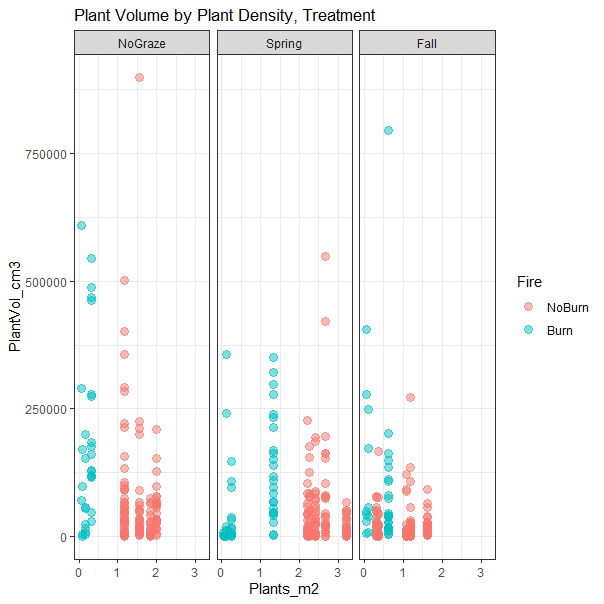 Plant Volume by Plant Density, Treatment
NoGraze Spring Fall
PlantVol_cm3
750000
500000
250000
0
0 1 2 3 0 1 2 3 0 1 2 3
Plants_m2
Fire
NoBurn
Burn